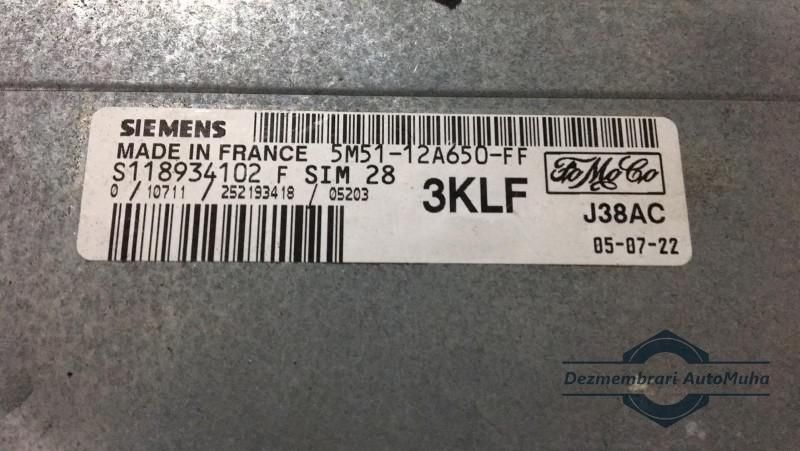 SIEMENS
MADE IN FRANCE 5M51-12A650-FF
S118934102 F SIM 28
0 / 10711 / 252193418 / 05203
3KLF
FoMoCo
J38AC
05-07-22
Dezmembrari AutoMuha